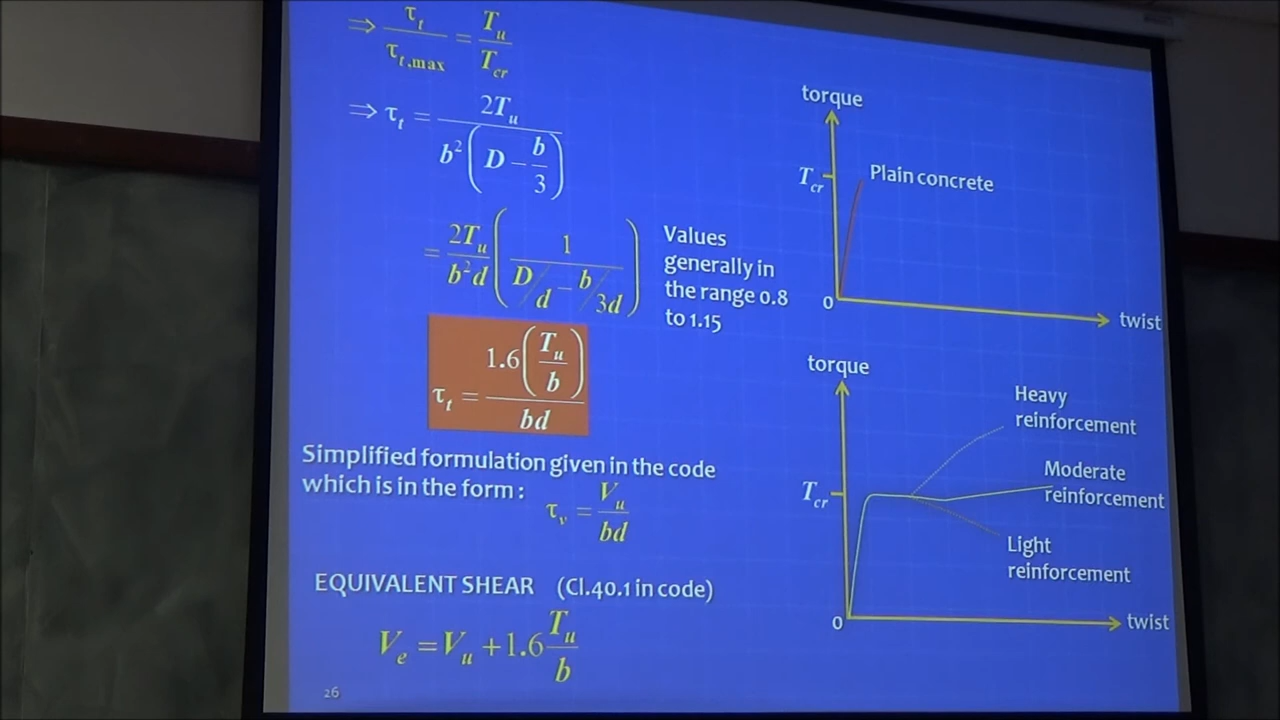 ⇒ τt / τt,max = Tu / Tcr
⇒ τt = 2Tu / b²(D − b/3)
= 2Tu / b²d (1 / (D/d − b/3d))
Values
generally in
the range 0.8
to 1.15
τt = 1.6(Tu/b) / bd
Simplified formulation given in the code
which is in the form :
τv = Vu / bd
EQUIVALENT SHEAR (Cl.40.1 in code)
Ve = Vu + 1.6 Tu/b
26
torque
Tcr
Plain concrete
0
twist
torque
Heavy
reinforcement
Moderate
reinforcement
Tcr
Light
reinforcement
0
twist